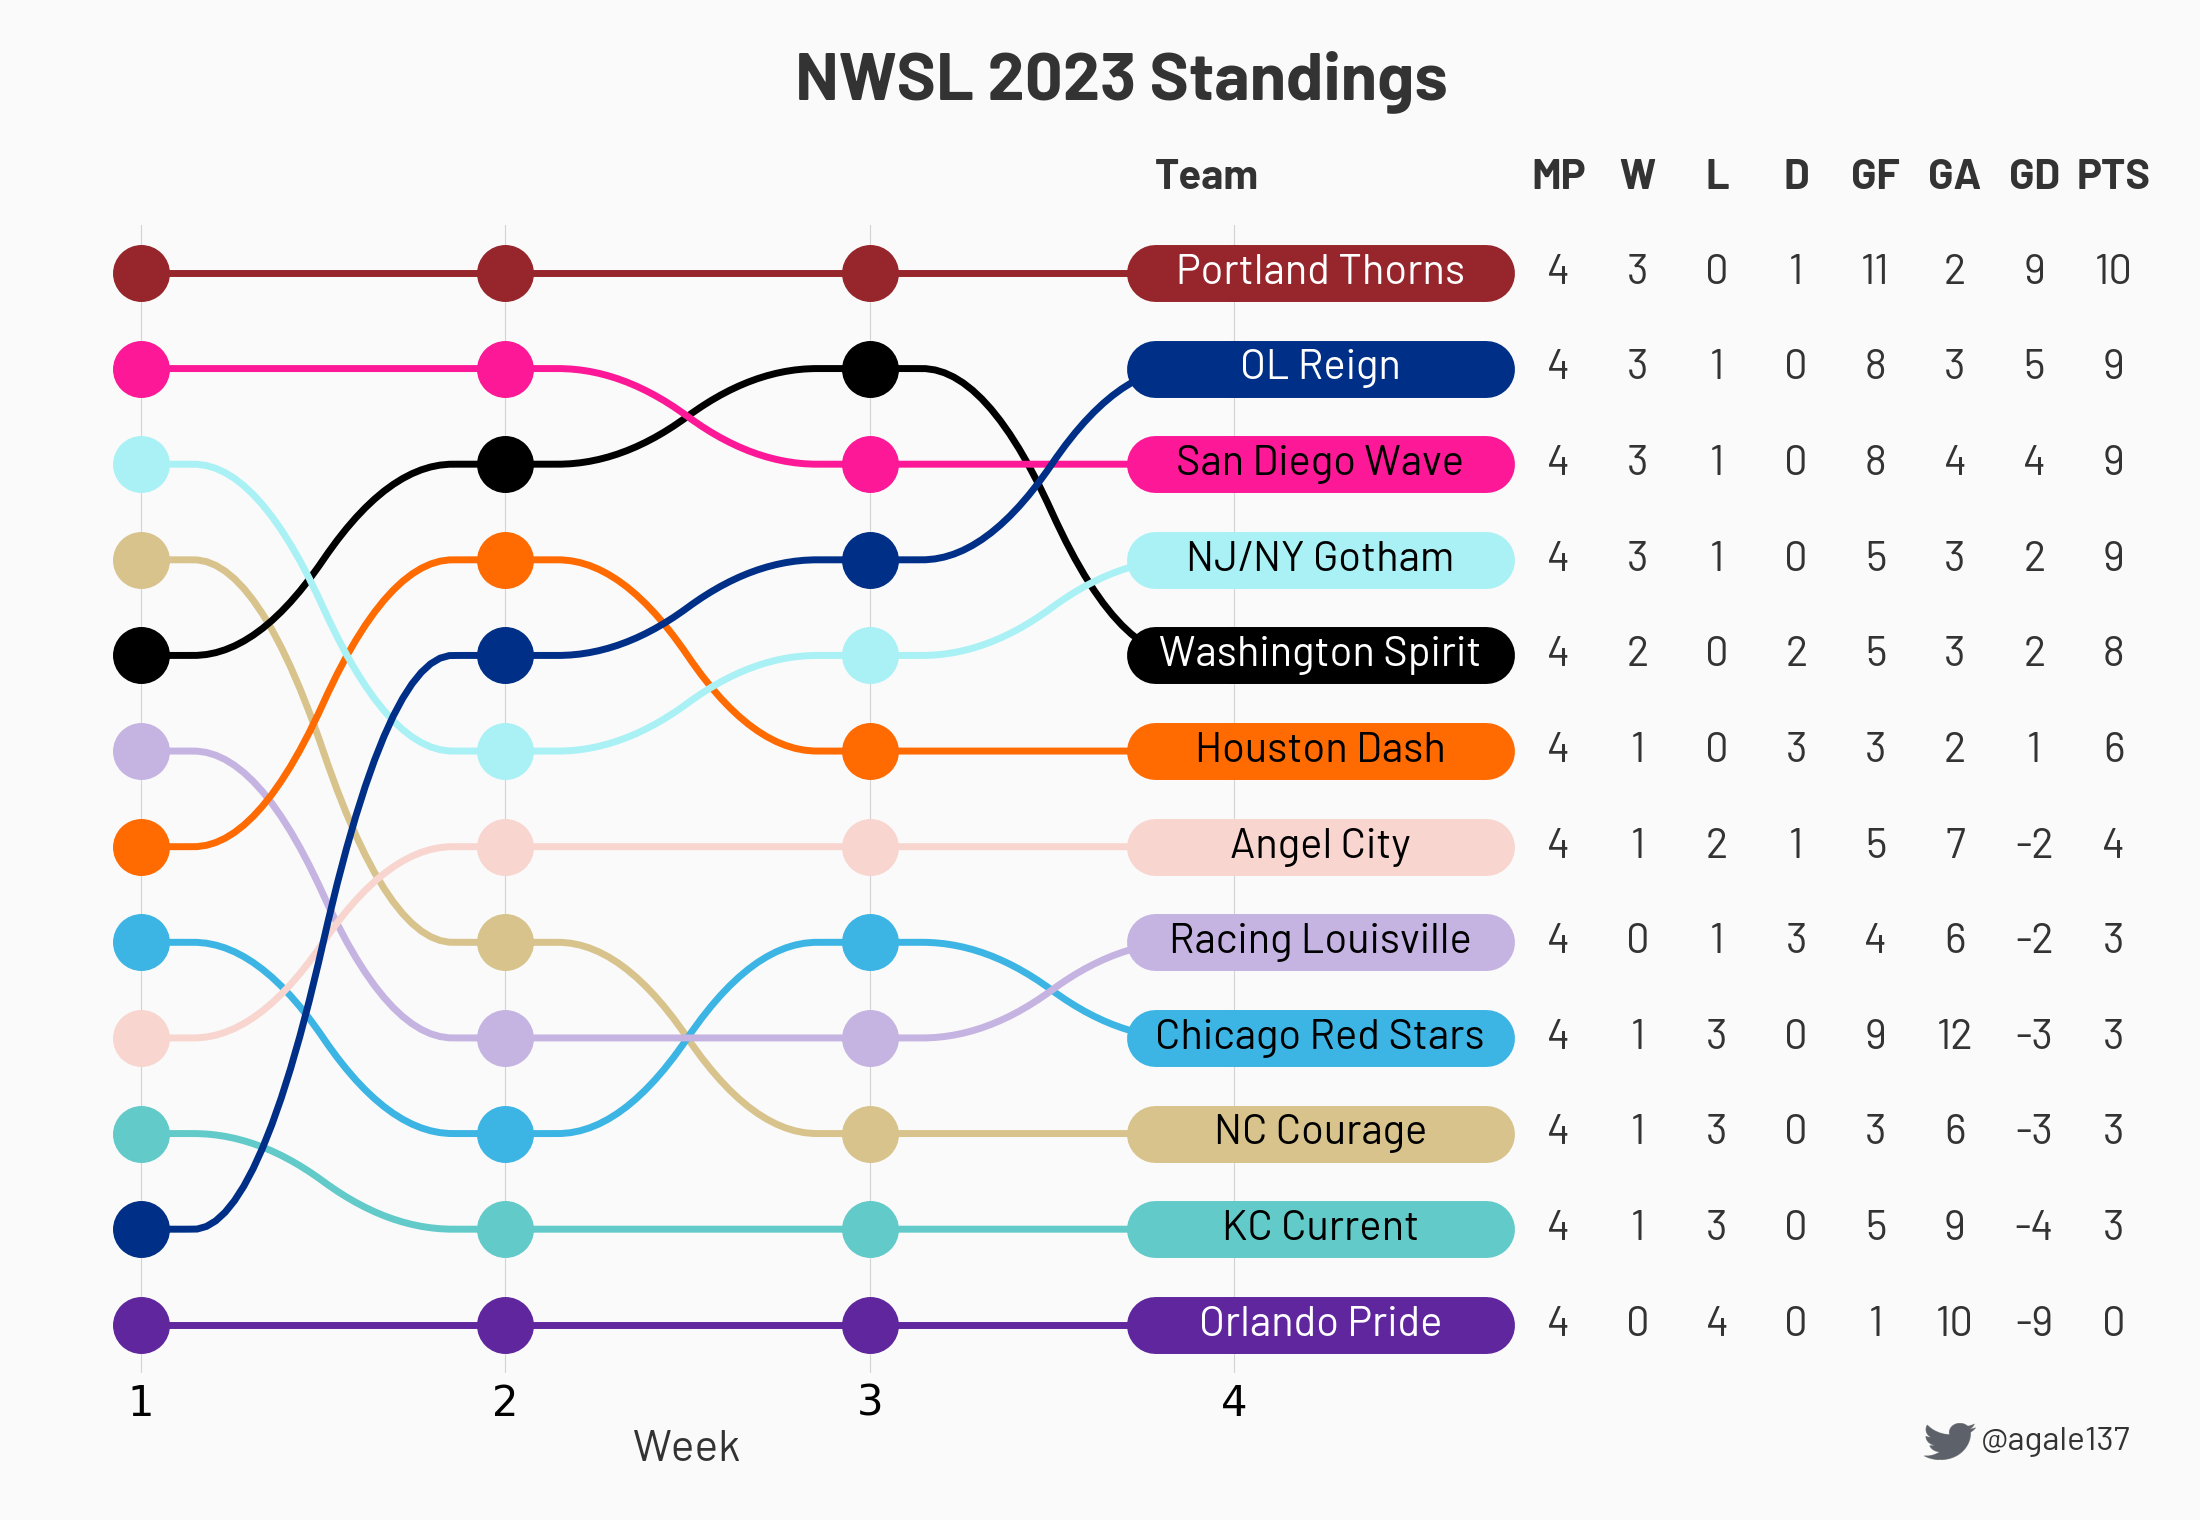 NWSL 2023 Standings
Team MP W L D GF GA GD PTS
Portland Thorns 4 3 0 1 11 2 9 10
OL Reign 4 3 1 0 8 3 5 9
San Diego Wave 4 3 1 0 8 4 4 9
NJ/NY Gotham 4 3 1 0 5 3 2 9
Washington Spirit 4 2 0 2 5 3 2 8
Houston Dash 4 1 0 3 3 2 1 6
Angel City 4 1 2 1 5 7 -2 4
Racing Louisville 4 0 1 3 4 6 -2 3
Chicago Red Stars 4 1 3 0 9 12 -3 3
NC Courage 4 1 3 0 3 6 -3 3
KC Current 4 1 3 0 5 9 -4 3
Orlando Pride 4 0 4 0 1 10 -9 0
1 2 3 4
Week
@agale137